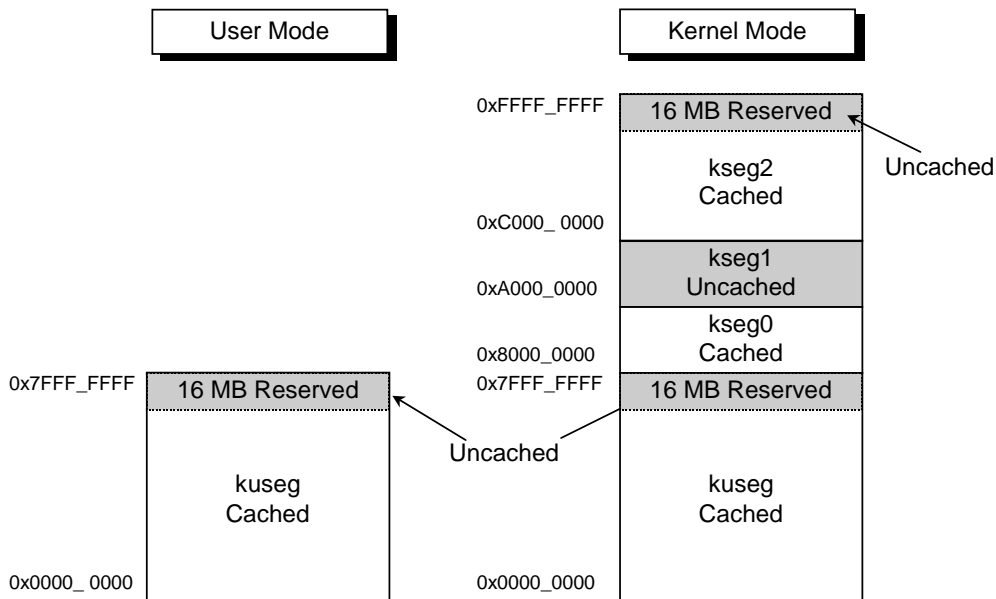 User Mode
Kernel Mode
0xFFFF_FFFF
16 MB Reserved
Uncached
kseg2
Cached
0xC000_ 0000
kseg1
Uncached
0xA000_0000
kseg0
Cached
0x8000_0000
0x7FFF_FFFF
16 MB Reserved
0x7FFF_FFFF
16 MB Reserved
Uncached
kuseg
Cached
kuseg
Cached
0x0000_ 0000
0x0000_0000